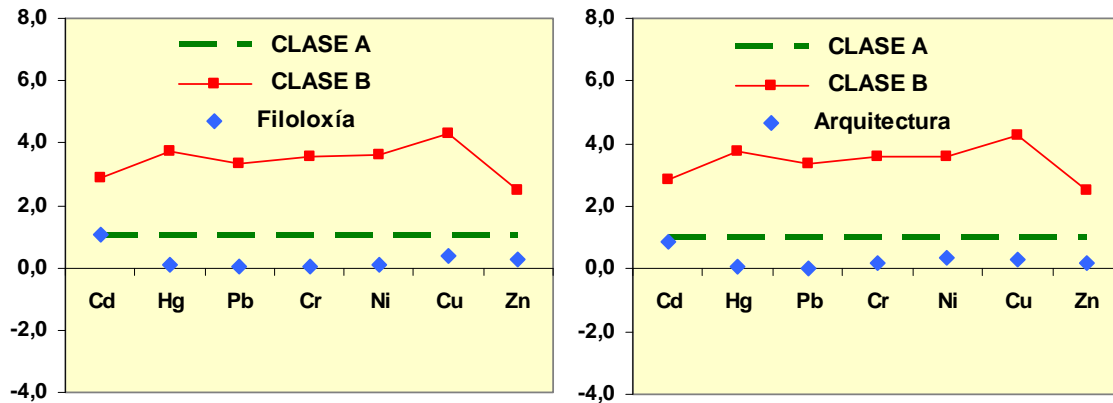 8,0
CLASE A
6,0
CLASE B
Filoloxía
4,0
2,0
0,0
Cd Hg Pb Cr Ni Cu Zn
-2,0
-4,0
8,0
CLASE A
6,0
CLASE B
Arquitectura
4,0
2,0
0,0
Cd Hg Pb Cr Ni Cu Zn
-2,0
-4,0